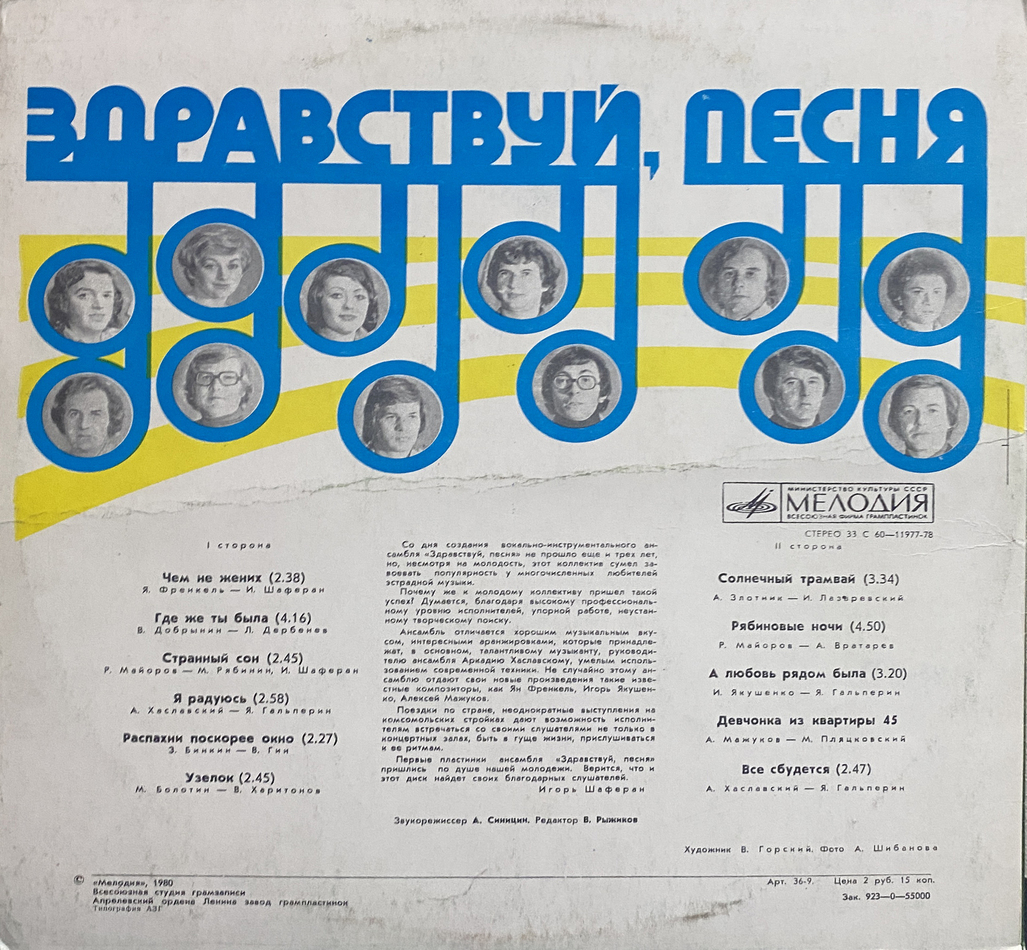 ЗДРАВСТВУЙ, ПЕСНЯ
МИНИСТЕРСТВО КУЛЬТУРЫ СССР
МЕЛОДИЯ
ВСЕСОЮЗНАЯ ФИРМА ГРАМПЛАСТИНОК
СТЕРЕО 33 С 60—11977-78
I сторона
Чем не жених (2.38)
Я. Френкель — И. Шаферан
Где же ты была (4.16)
В. Добрынин — Л. Дербенев
Странный сон (2.45)
Р. Майоров — М. Рябинин, И. Шаферан
Я радуюсь (2.58)
А. Хаславский — Я. Гальперин
Распахни поскорее окно (2.27)
З. Бинкин — В. Гин
Узелок (2.45)
М. Болотин — В. Харитонов
Со дня создания вокально-инструментального ан-
самбля «Здравствуй, песня» не прошло еще и трех лет,
но, несмотря на молодость, этот коллектив сумел за-
воевать популярность у многочисленных любителей
эстрадной музыки.
Почему же к молодому коллективу пришел такой
успех? Думается, благодаря высокому профессиональ-
ному уровню исполнителей, упорной работе, неустан-
ному творческому поиску.
Ансамбль отличается хорошим музыкальным вку-
сом, интересными аранжировками, которые принадле-
жат, в основном, талантливому музыканту, руководи-
телю ансамбля Аркадию Хаславскому, умелым исполь-
зованием современной техники. Не случайно этому ан-
самблю отдают свои новые произведения такие изве-
стные композиторы, как Ян Френкель, Игорь Якушен-
ко, Алексей Мажуков.
Поездки по стране, неоднократные выступления на
комсомольских стройках дают возможность исполни-
телям встречаться со своими слушателями не только в
концертных залах, быть в гуще жизни, прислушиваться
к ее ритмам.
Первые пластинки ансамбля «Здравствуй, песня»
пришлись по душе нашей молодежи. Верится, что и
этот диск найдет своих благодарных слушателей.
Игорь Шаферан
Звукорежиссер А. Синицин. Редактор В. Рыжиков
II сторона
Солнечный трамвай (3.34)
А. Злотник — И. Лазаревский
Рябиновые ночи (4.50)
Р. Майоров — А. Вратарев
А любовь рядом была (3.20)
И. Якушенко — Я. Гальперин
Девчонка из квартиры 45
А. Мажуков — М. Пляцковский
Все сбудется (2.47)
А. Хаславский — Я. Гальперин
Художник В. Горский. Фото А. Шибанова
© «Мелодия», 1980
Всесоюзная студия грамзаписи
Апрелевский ордена Ленина завод грампластинок
Типография АЗГ
Арт. 36-9. Цена 2 руб. 15 коп.
Зак. 923—0—55000